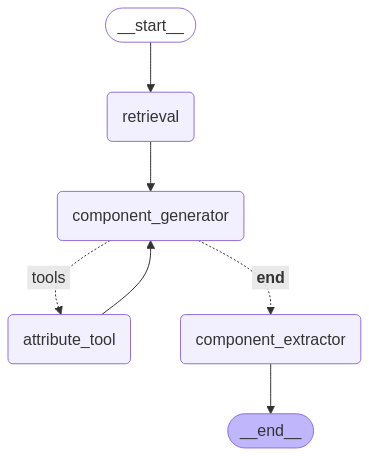 __start__
retrieval
component_generator
tools
end
attribute_tool
component_extractor
__end__